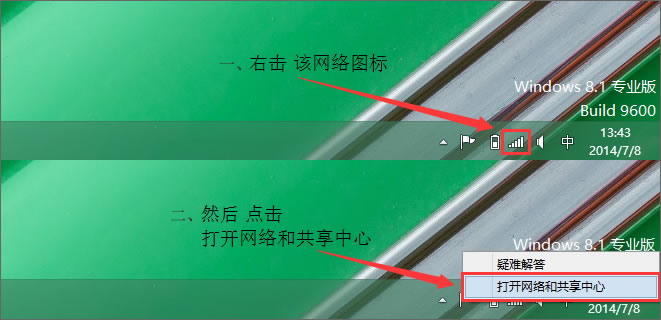 一、右击 该网络图标
Windows 8.1 专业版
Build 9600
中
13:43
2014/7/8
二、然后 点击
打开网络和共享中心
Windows 8.1 专业版
疑难解答
打开网络和共享中心
2014/7/8